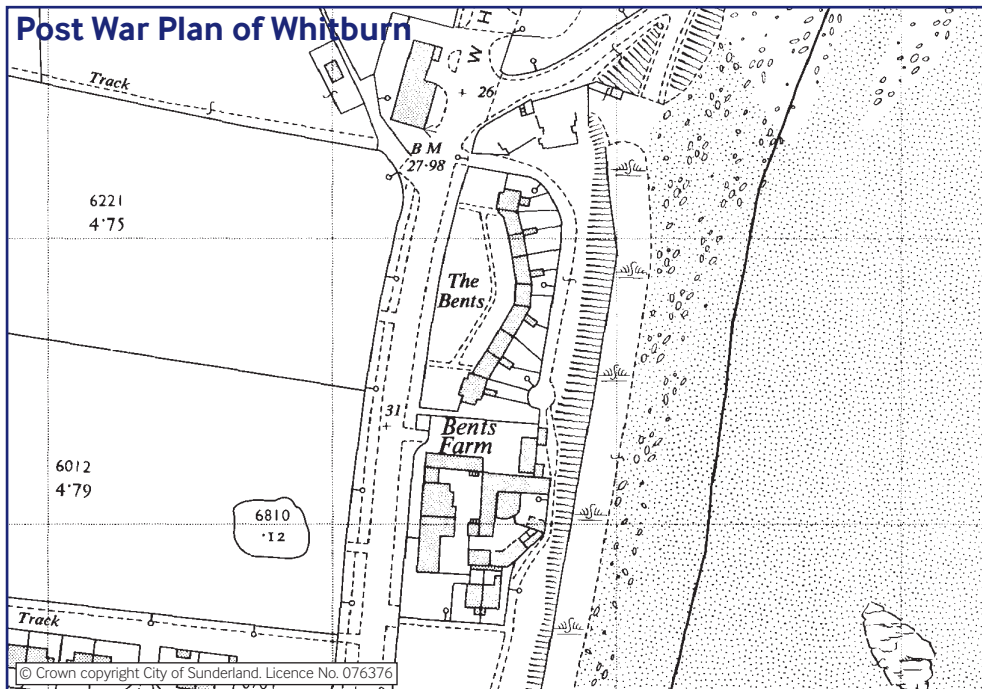 Post War Plan of Whitburn
Track
W H
26
B M
27·98
6221
4·75
The
Bents
31
Bents
Farm
6012
4·79
6810
·12
Track
© Crown copyright City of Sunderland. Licence No. 076376